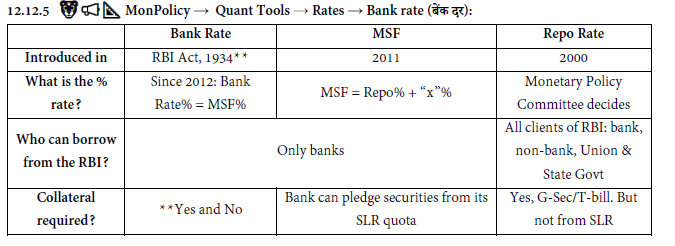 12.12.5 MonPolicy → Quant Tools → Rates → Bank rate (बेंक दर):
Bank Rate MSF Repo Rate
Introduced in RBI Act, 1934** 2011 2000
What is the % rate? Since 2012: Bank Rate% = MSF% MSF = Repo% + “x”% Monetary Policy Committee decides
Who can borrow from the RBI? Only banks All clients of RBI: bank, non-bank, Union & State Govt
Collateral required? **Yes and No Bank can pledge securities from its SLR quota Yes, G-Sec/T-bill. But not from SLR